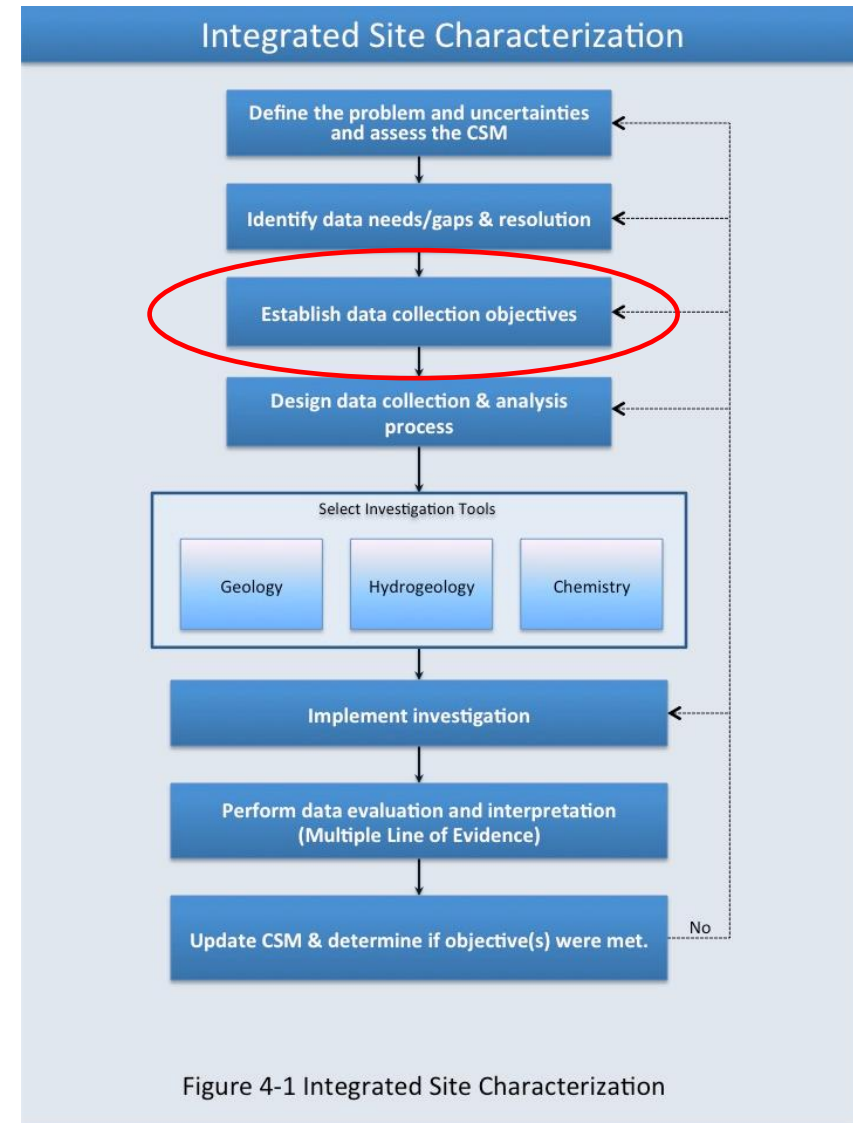 Integrated Site Characterization
Define the problem and uncertainties
and assess the CSM
Identify data needs/gaps & resolution
Establish data collection objectives
Design data collection & analysis
process
Select Investigation Tools
Geology
Hydrogeology
Chemistry
Implement investigation
Perform data evaluation and interpretation
(Multiple Line of Evidence)
Update CSM & determine if objective(s) were met.
No
Figure 4-1 Integrated Site Characterization